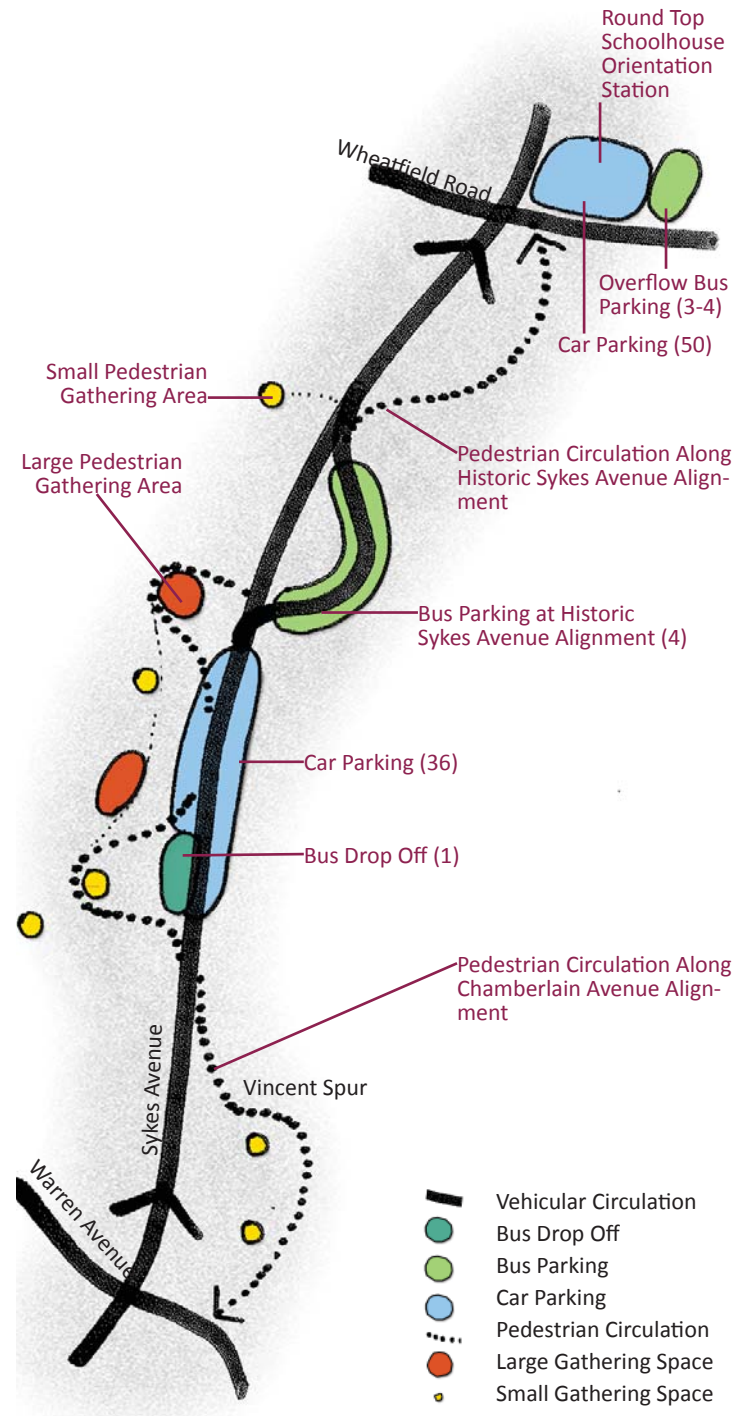 Round Top
Schoolhouse
Orientation
Station
Wheatfield Road
Overflow Bus
Parking (3-4)
Car Parking (50)
Small Pedestrian
Gathering Area
Pedestrian Circulation Along
Historic Sykes Avenue Align-
ment
Large Pedestrian
Gathering Area
Bus Parking at Historic
Sykes Avenue Alignment (4)
Car Parking (36)
Bus Drop Off (1)
Pedestrian Circulation Along
Chamberlain Avenue Align-
ment
Sykes Avenue
Vincent Spur
Warren Avenue
Vehicular Circulation
Bus Drop Off
Bus Parking
Car Parking
Pedestrian Circulation
Large Gathering Space
Small Gathering Space